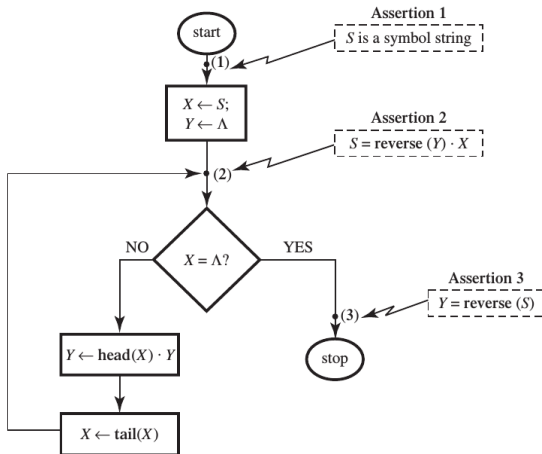 Assertion 1
start
S is a symbol string
(1)
X ← S;
Y ← Λ
Assertion 2
S = reverse (Y) · X
(2)
NO
YES
X = Λ?
Assertion 3
Y = reverse (S)
(3)
Y ← head(X) · Y
stop
X ← tail(X)